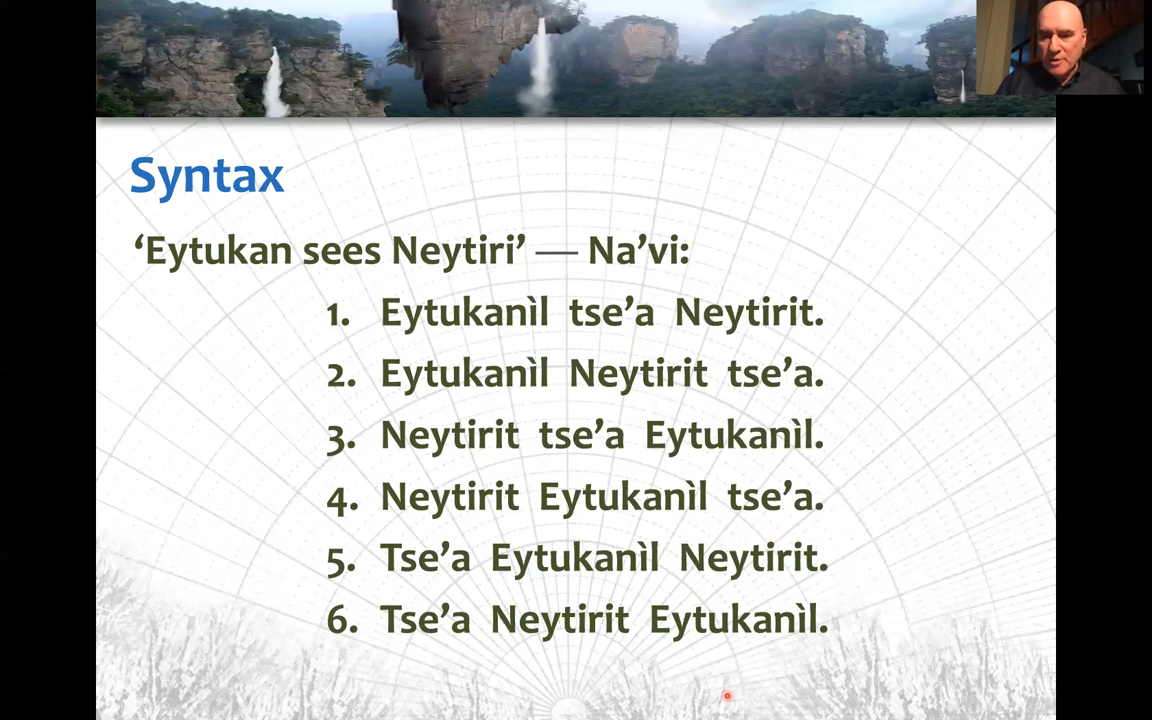 Syntax
‘Eytukan sees Neytiri’ — Na’vi:
1. Eytukanìl tse’a Neytirit.
2. Eytukanìl Neytirit tse’a.
3. Neytirit tse’a Eytukanìl.
4. Neytirit Eytukanìl tse’a.
5. Tse’a Eytukanìl Neytirit.
6. Tse’a Neytirit Eytukanìl.